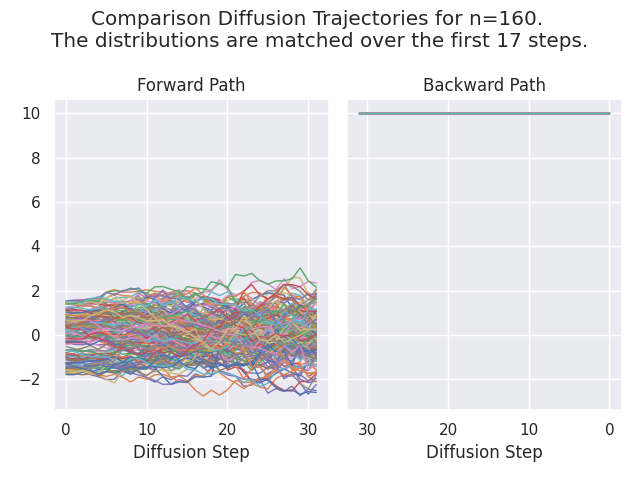 Comparison Diffusion Trajectories for n=160.
The distributions are matched over the first 17 steps.
Forward Path
Backward Path
10
8
6
4
2
0
−2
0 10 20 30
30 20 10 0
Diffusion Step
Diffusion Step